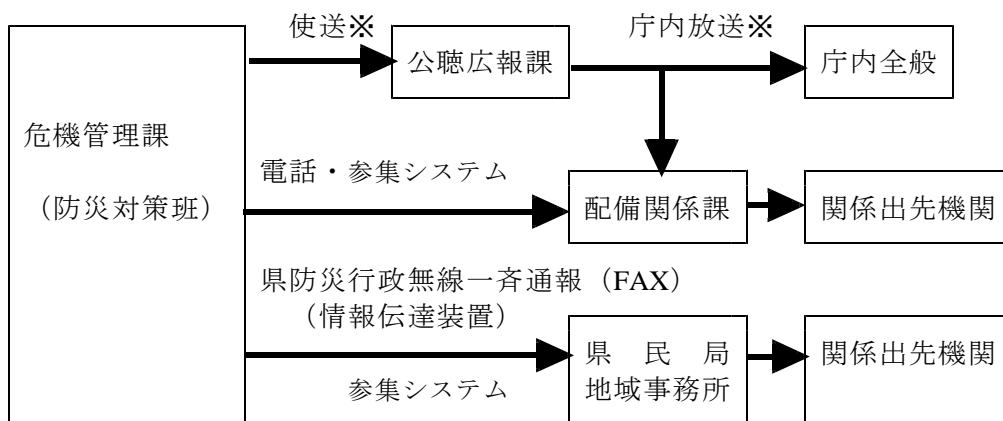 使送※
庁内放送※
公聴広報課
庁内全般
危機管理課
（防災対策班）
電話・参集システム
配備関係課
関係出先機関
県防災行政無線一斉通報（FAX）
（情報伝達装置）
県　民　局
地域事務所
関係出先機関
参集システム